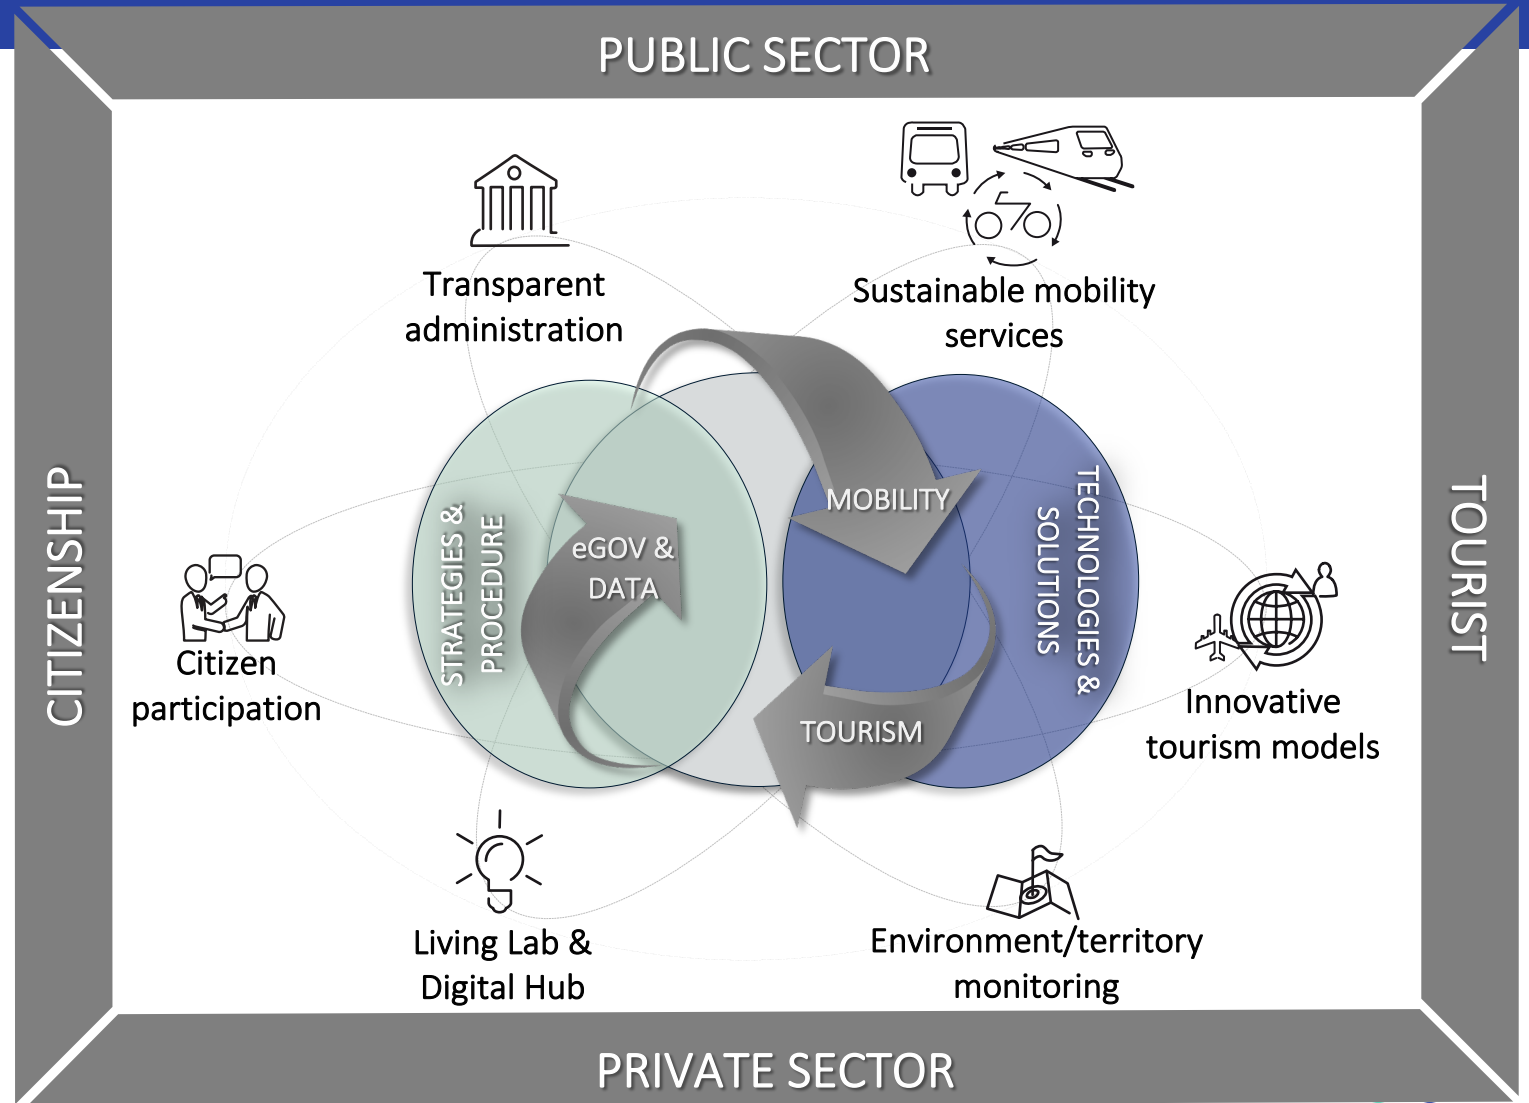 PUBLIC SECTOR
Transparent
administration
Sustainable mobility
services
CITIZENSHIP
TOURIST
STRATEGIES &
PROCEDURE
eGOV &
DATA
MOBILITY
TECHNOLOGIES &
SOLUTIONS
TOURISM
Citizen
participation
Innovative
tourism models
Living Lab &
Digital Hub
Environment/territory
monitoring
PRIVATE SECTOR